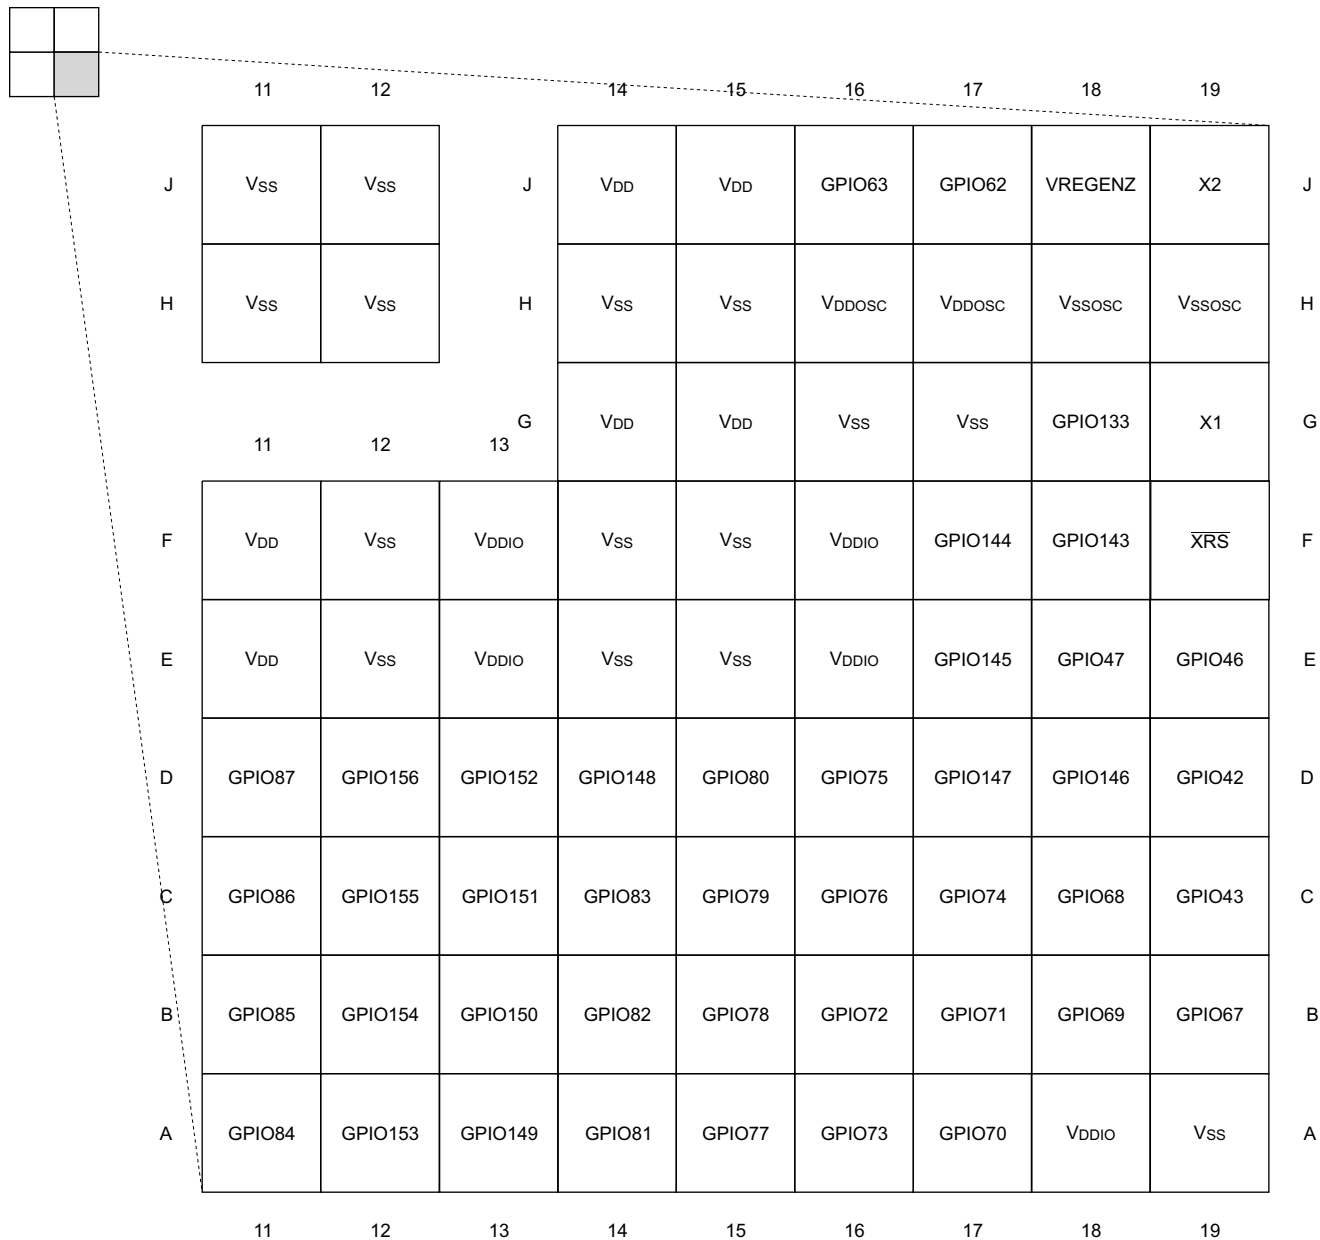 11 12 14 15 16 17 18 19
J VSS VSS J VDD VDD GPIO63 GPIO62 VREGENZ X2 J
H VSS VSS H VSS VSS VDDOSC VDDOSC VSSOSC VSSOSC H
G VDD VDD VSS VSS GPIO133 X1 G
11 12 13
F VDD VSS VDDIO VSS VSS VDDIO GPIO144 GPIO143 XRS F
E VDD VSS VDDIO VSS VSS VDDIO GPIO145 GPIO47 GPIO46 E
D GPIO87 GPIO156 GPIO152 GPIO148 GPIO80 GPIO75 GPIO147 GPIO146 GPIO42 D
C GPIO86 GPIO155 GPIO151 GPIO83 GPIO79 GPIO76 GPIO74 GPIO68 GPIO43 C
B GPIO85 GPIO154 GPIO150 GPIO82 GPIO78 GPIO72 GPIO71 GPIO69 GPIO67 B
A GPIO84 GPIO153 GPIO149 GPIO81 GPIO77 GPIO73 GPIO70 VDDIO VSS A
11 12 13 14 15 16 17 18 19